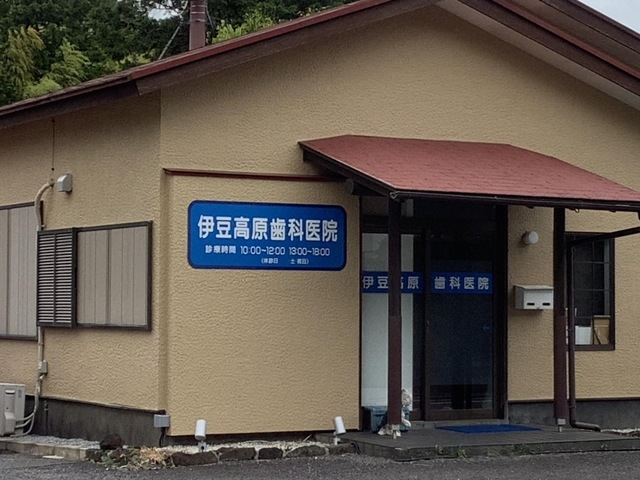 伊豆高原歯科医院
診療時間 10:00～12:00 13:00～18:00
(休診日 土 祝日)
伊豆高原 歯科医院